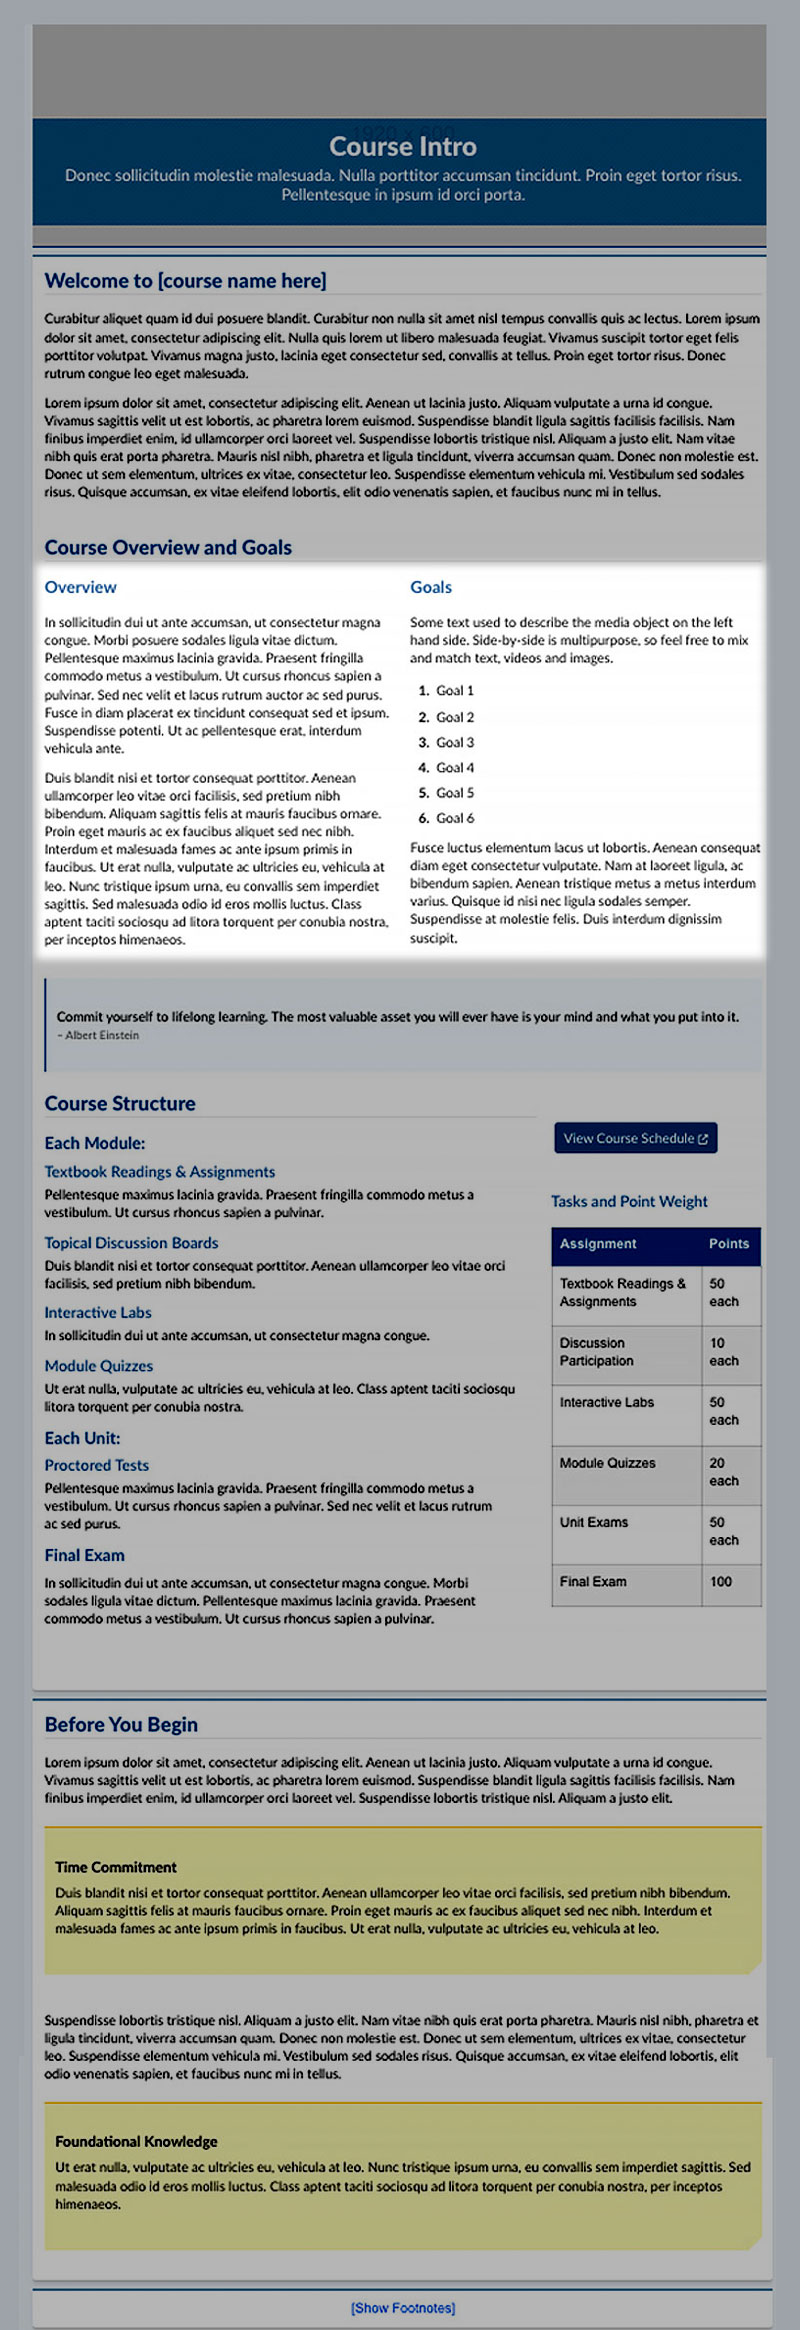 1920 x 500
Course Intro
Donec sollicitudin molestie malesuada. Nulla porttitor accumsan tincidunt. Proin eget tortor risus.
Pellentesque in ipsum id orci porta.
Welcome to [course name here]
Curabitur aliquet quam id dui posuere blandit. Curabitur non nulla sit amet nisl tempus convallis quis ac lectus. Lorem ipsum
dolor sit amet, consectetur adipiscing elit. Nulla quis lorem ut libero malesuada feugiat. Vivamus suscipit tortor eget felis
porttitor volutpat. Vivamus magna justo, lacinia eget consectetur sed, convallis at tellus. Proin eget tortor risus. Donec
rutrum congue leo eget malesuada.
Lorem ipsum dolor sit amet, consectetur adipiscing elit. Aenean ut lacinia justo. Aliquam vulputate a urna id congue.
Vivamus sagittis velit ut est lobortis, ac pharetra lorem euismod. Suspendisse blandit ligula sagittis facilisis facilisis. Nam
finibus imperdiet enim, id ullamcorper orci laoreet vel. Suspendisse lobortis tristique nisl. Aliquam a justo elit. Nam vitae
nibh quis erat porta pharetra. Mauris nisl nibh, pharetra et ligula tincidunt, viverra accumsan quam. Donec non molestie est.
Donec ut sem elementum, ultrices ex vitae, consectetur leo. Suspendisse elementum vehicula mi. Vestibulum sed sodales
risus. Quisque accumsan, ex vitae eleifend lobortis, elit odio venenatis sapien, et faucibus nunc mi in tellus.
Course Overview and Goals
Overview
In sollicitudin dui ut ante accumsan, ut consectetur magna
congue. Morbi posuere sodales ligula vitae dictum.
Pellentesque maximus lacinia gravida. Praesent fringilla
commodo metus a vestibulum. Ut cursus rhoncus sapien a
pulvinar. Sed nec velit et lacus rutrum auctor ac sed purus.
Fusce in diam placerat ex tincidunt consequat sed et ipsum.
Suspendisse potenti. Ut ac pellentesque erat, interdum
vehicula ante.
Duis blandit nisi et tortor consequat porttitor. Aenean
ullamcorper leo vitae orci facilisis, sed pretium nibh
bibendum. Aliquam sagittis felis at mauris faucibus ornare.
Proin eget mauris ac ex faucibus aliquet sed nec nibh.
Interdum et malesuada fames ac ante ipsum primis in
faucibus. Ut erat nulla, vulputate ac ultricies eu, vehicula at
leo. Nunc tristique ipsum urna, eu convallis sem imperdiet
sagittis. Sed malesuada odio id eros mollis luctus. Class
aptent taciti sociosqu ad litora torquent per conubia nostra,
per inceptos himenaeos.
Goals
Some text used to describe the media object on the left
hand side. Side-by-side is multipurpose, so feel free to mix
and match text, videos and images.
1. Goal 1
2. Goal 2
3. Goal 3
4. Goal 4
5. Goal 5
6. Goal 6
Fusce luctus elementum lacus ut lobortis. Aenean consequat
diam eget consectetur vulputate. Nam at laoreet ligula, ac
bibendum sapien. Aenean tristique metus a metus interdum
varius. Quisque id nisi nec ligula sodales semper.
Suspendisse at molestie felis. Duis interdum dignissim
suscipit.
Commit yourself to lifelong learning. The most valuable asset you will ever have is your mind and what you put into it.
– Albert Einstein
Course Structure
Each Module:
Textbook Readings & Assignments
Pellentesque maximus lacinia gravida. Praesent fringilla commodo metus a
vestibulum. Ut cursus rhoncus sapien a pulvinar.
Topical Discussion Boards
Duis blandit nisi et tortor consequat porttitor. Aenean ullamcorper leo vitae orci
facilisis, sed pretium nibh bibendum.
Interactive Labs
In sollicitudin dui ut ante accumsan, ut consectetur magna congue.
Module Quizzes
Ut erat nulla, vulputate ac ultricies eu, vehicula at leo. Class aptent taciti sociosqu
litora torquent per conubia nostra.
Each Unit:
Proctored Tests
Pellentesque maximus lacinia gravida. Praesent fringilla commodo metus a
vestibulum. Ut cursus rhoncus sapien a pulvinar. Sed nec velit et lacus rutrum
ac sed purus.
Final Exam
In sollicitudin dui ut ante accumsan, ut consectetur magna congue. Morbi
sodales ligula vitae dictum. Pellentesque maximus lacinia gravida. Praesent
commodo metus a vestibulum. Ut cursus rhoncus sapien a pulvinar.
View Course Schedule
Tasks and Point Weight
Assignment Points
Textbook Readings & 50
Assignments each
Discussion 10
Participation each
Interactive Labs 50
each
Module Quizzes 20
each
Unit Exams 50
each
Final Exam 100
Before You Begin
Lorem ipsum dolor sit amet, consectetur adipiscing elit. Aenean ut lacinia justo. Aliquam vulputate a urna id congue.
Vivamus sagittis velit ut est lobortis, ac pharetra lorem euismod. Suspendisse blandit ligula sagittis facilisis facilisis. Nam
finibus imperdiet enim, id ullamcorper orci laoreet vel. Suspendisse lobortis tristique nisl. Aliquam a justo elit.
Time Commitment
Duis blandit nisi et tortor consequat porttitor. Aenean ullamcorper leo vitae orci facilisis, sed pretium nibh bibendum.
Aliquam sagittis felis at mauris faucibus ornare. Proin eget mauris ac ex faucibus aliquet sed nec nibh. Interdum et
malesuada fames ac ante ipsum primis in faucibus. Ut erat nulla, vulputate ac ultricies eu, vehicula at leo.
Suspendisse lobortis tristique nisl. Aliquam a justo elit. Nam vitae nibh quis erat porta pharetra. Mauris nisl nibh, pharetra et
ligula tincidunt, viverra accumsan quam. Donec non molestie est. Donec ut sem elementum, ultrices ex vitae, consectetur
leo. Suspendisse elementum vehicula mi. Vestibulum sed sodales risus. Quisque accumsan, ex vitae eleifend lobortis, elit
odio venenatis sapien, et faucibus nunc mi in tellus.
Foundational Knowledge
Ut erat nulla, vulputate ac ultricies eu, vehicula at leo. Nunc tristique ipsum urna, eu convallis sem imperdiet sagittis. Sed
malesuada odio id eros mollis luctus. Class aptent taciti sociosqu ad litora torquent per conubia nostra, per inceptos
himenaeos.
[Show Footnotes]